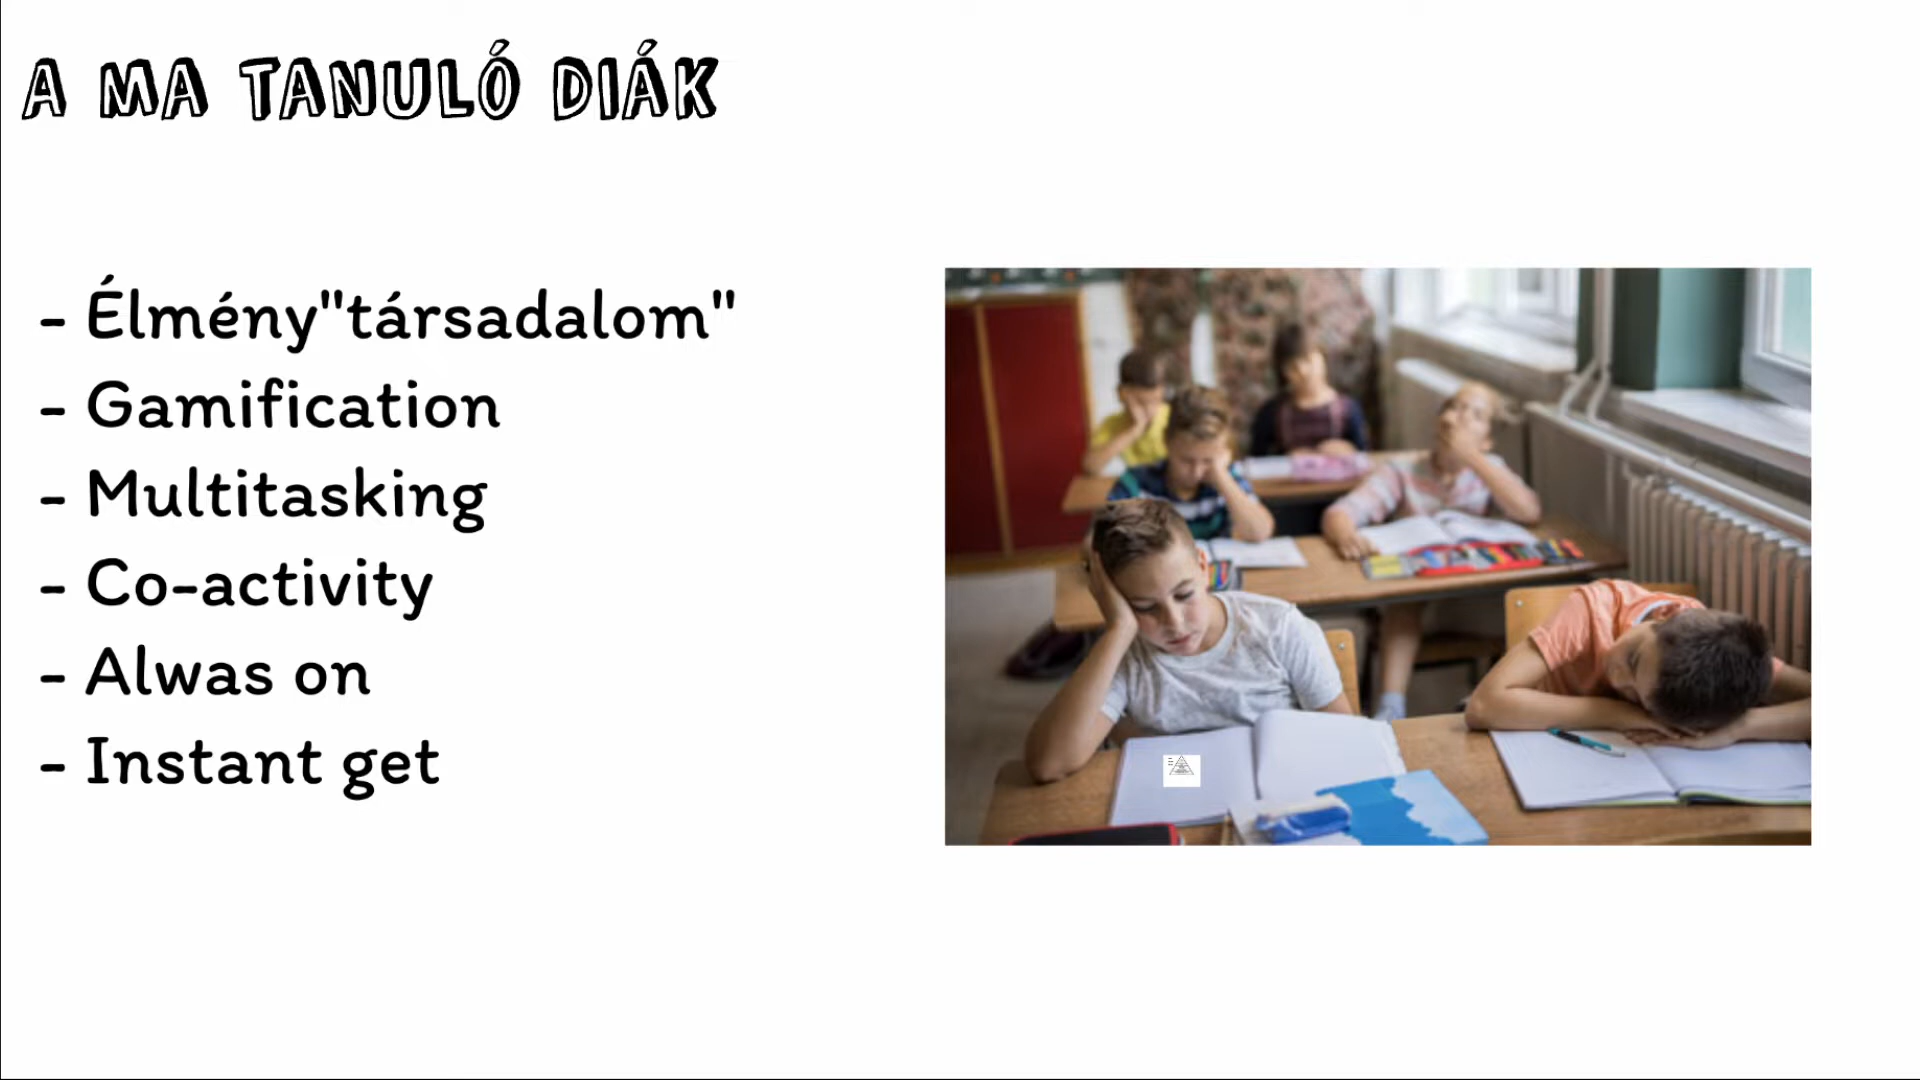 A MA TANULÓ DIÁK
- Élmény"társadalom"
- Gamification
- Multitasking
- Co-activity
- Alwas on
- Instant get